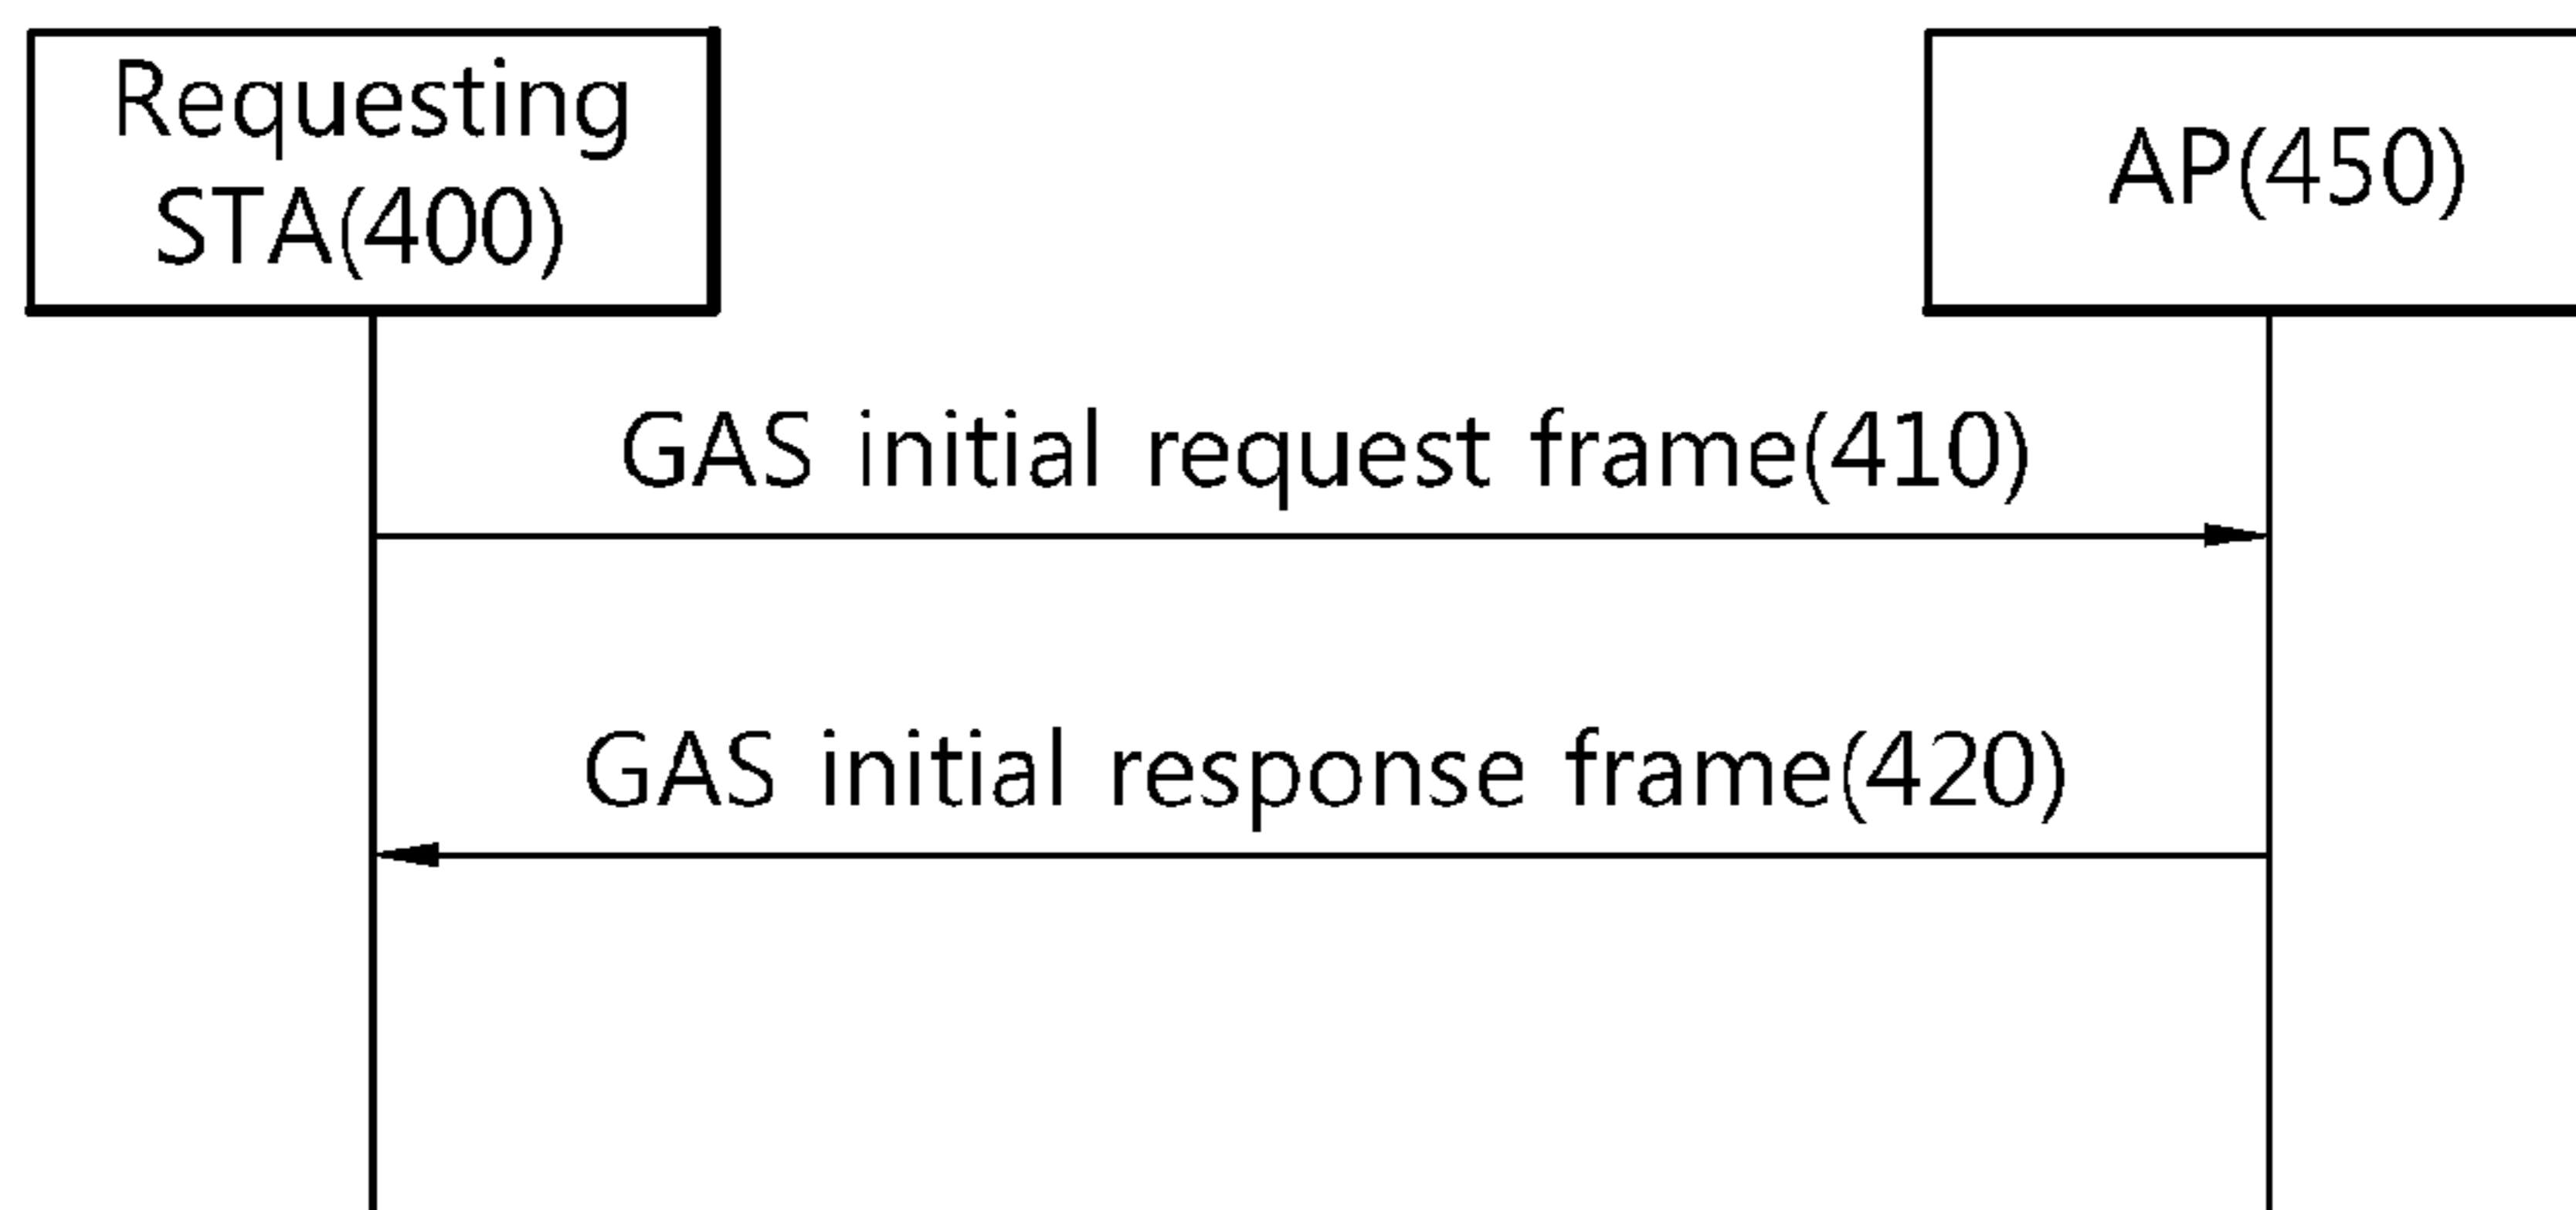 Requesting
STA(400)
AP(450)
GAS initial request frame(410)
GAS initial response frame(420)